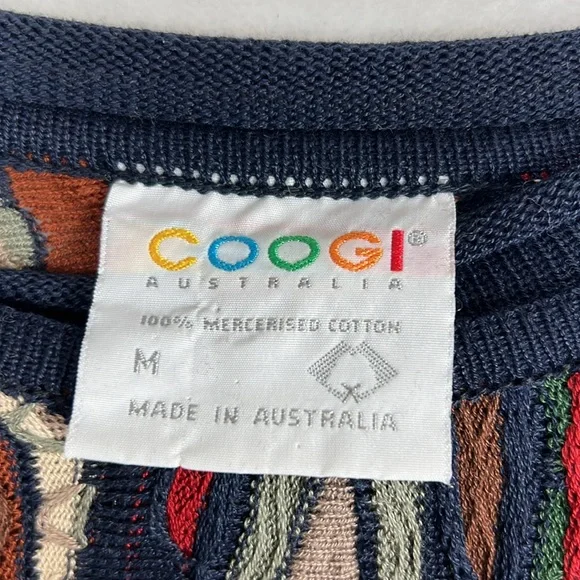 COOGI®
AUSTRALIA
100% MERCERISED COTTON
M
MADE IN AUSTRALIA